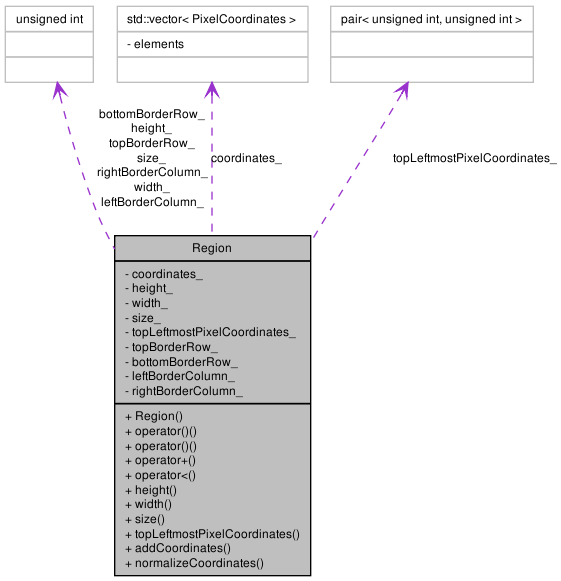 unsigned int
std::vector< PixelCoordinates >
- elements
pair< unsigned int, unsigned int >
bottomBorderRow_
height_
topBorderRow_
size_
rightBorderColumn_
width_
leftBorderColumn_
coordinates_
topLeftmostPixelCoordinates_
Region
- coordinates_
- height_
- width_
- size_
- topLeftmostPixelCoordinates_
- topBorderRow_
- bottomBorderRow_
- leftBorderColumn_
- rightBorderColumn_
+ Region()
+ operator()()
+ operator()()
+ operator+()
+ operator<()
+ height()
+ width()
+ size()
+ topLeftmostPixelCoordinates()
+ addCoordinates()
+ normalizeCoordinates()